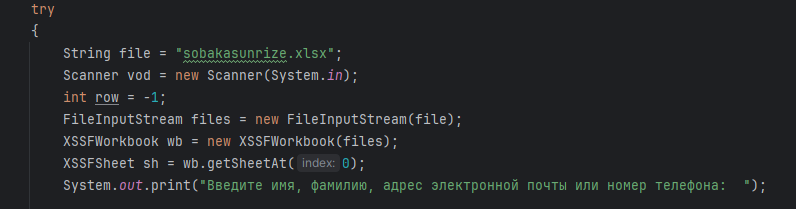 try
{
String file = "sobakasunrize.xlsx";
Scanner vod = new Scanner(System.in);
int row = -1;
FileInputStream files = new FileInputStream(file);
XSSFWorkbook wb = new XSSFWorkbook(files);
XSSFSheet sh = wb.getSheetAt( index: 0);
System.out.print("Введите имя, фамилию, адрес электронной почты или номер телефона:  ");